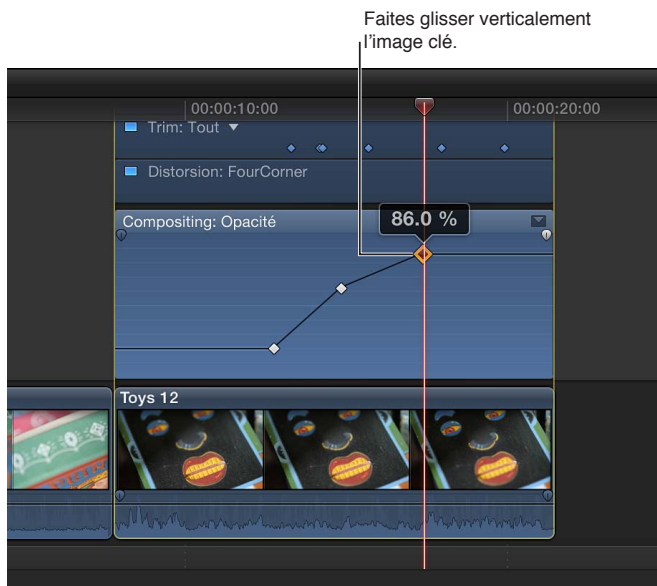 Faites glisser verticalement
l'image clé.
00:00:10:00
00:00:20:00
Trim: Tout
Distorsion: FourCorner
Compositing: Opacité
86.0 %
Toys 12